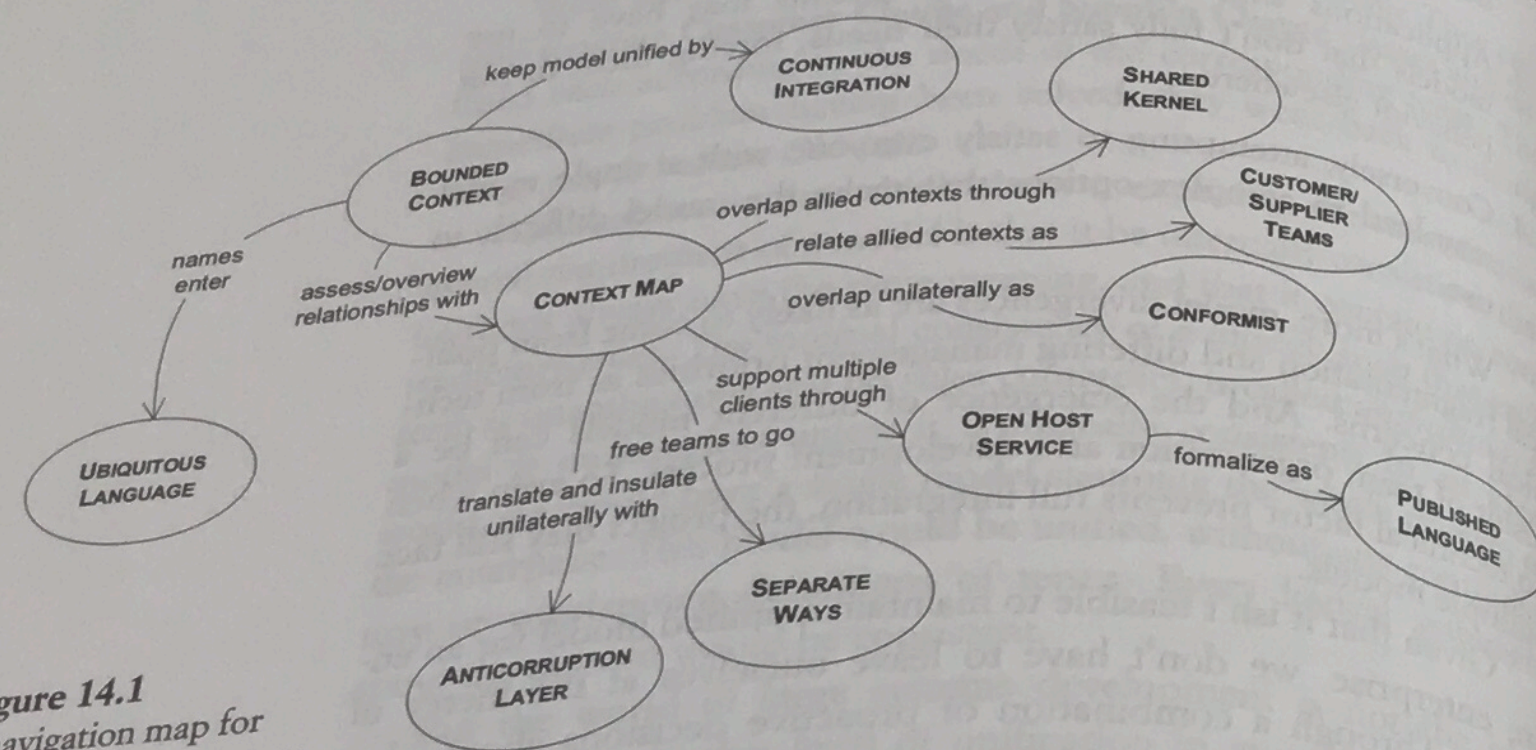 keep model unified by
CONTINUOUS
INTEGRATION
SHARED
KERNEL
BOUNDED
CONTEXT
overlap allied contexts through
CUSTOMER/
SUPPLIER
TEAMS
relate allied contexts as
names
enter
assess/overview
relationships with
CONTEXT MAP
overlap unilaterally as
CONFORMIST
support multiple
clients through
OPEN HOST
SERVICE
free teams to go
formalize as
UBIQUITOUS
LANGUAGE
translate and insulate
unilaterally with
PUBLISHED
LANGUAGE
SEPARATE
WAYS
ANTICORRUPTION
LAYER
gure 14.1
avigation map for